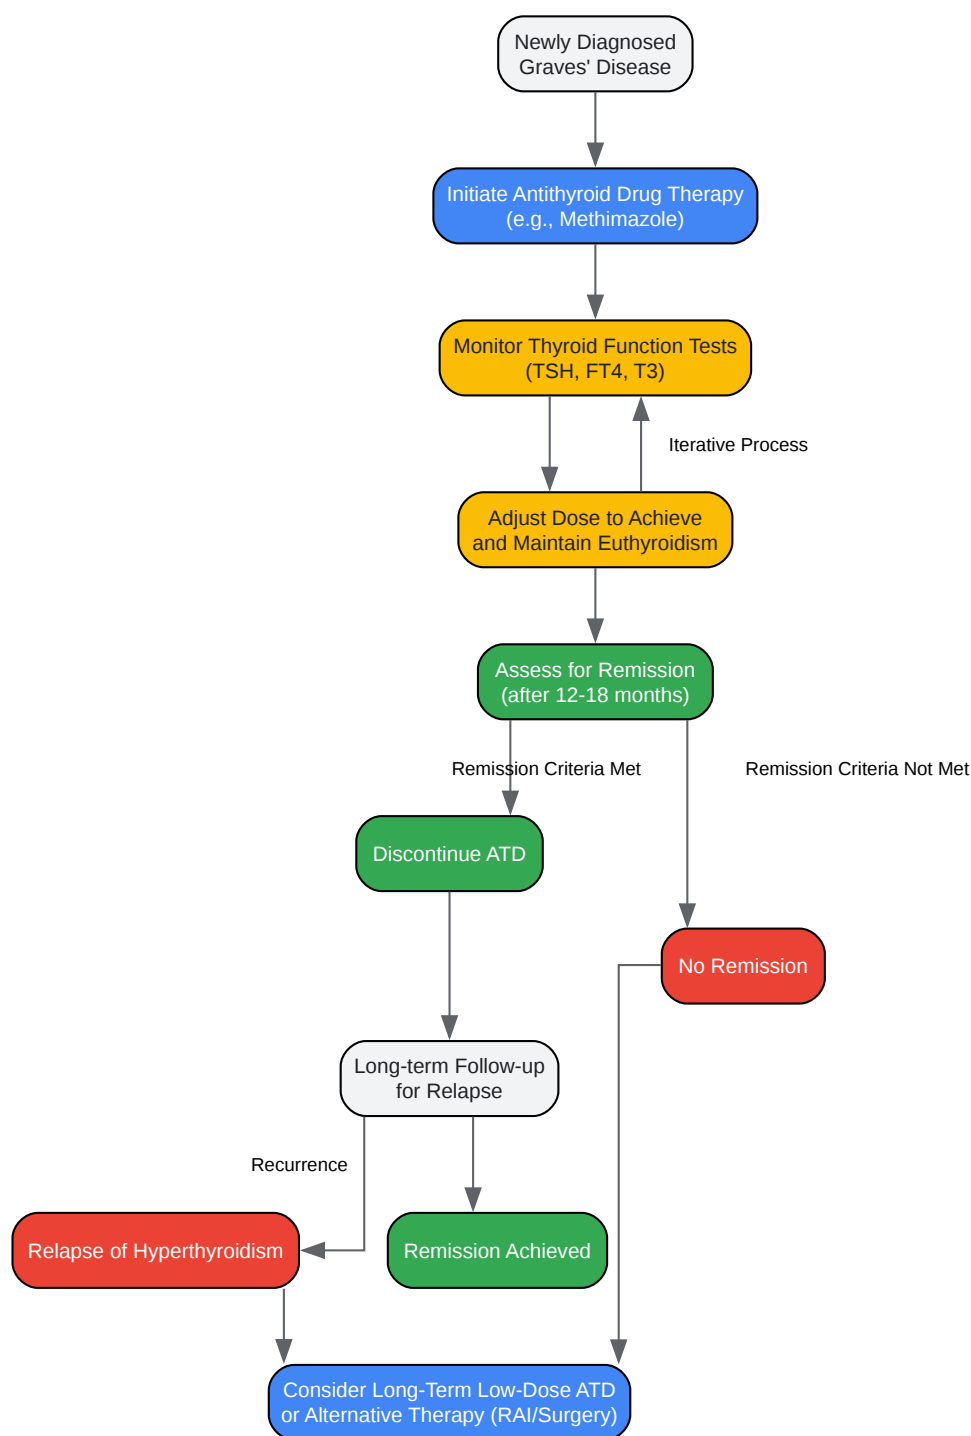 Newly Diagnosed
Graves' Disease
Initiate Antithyroid Drug Therapy
(e.g., Methimazole)
Monitor Thyroid Function Tests
(TSH, FT4, T3)
Iterative Process
Adjust Dose to Achieve
and Maintain Euthyroidism
Assess for Remission
(after 12-18 months)
Remission Criteria Met
Remission Criteria Not Met
Discontinue ATD
No Remission
Long-term Follow-up
for Relapse
Recurrence
Relapse of Hyperthyroidism
Remission Achieved
Consider Long-Term Low-Dose ATD
or Alternative Therapy (RAI/Surgery)